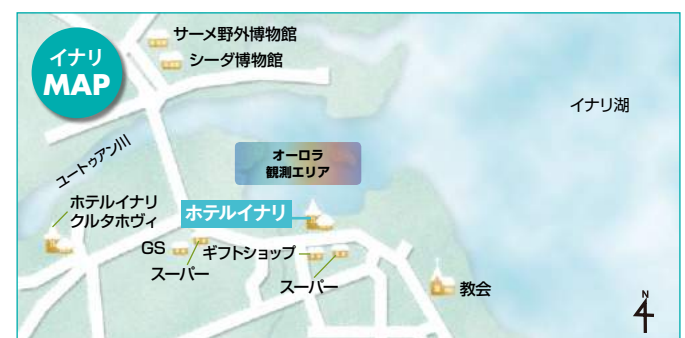 イナリ
MAP
サーメ野外博物館
シーダ博物館
イナリ湖
ユートゥアン川
オーロラ
観測エリア
ホテルイナリ
クルタホヴィ
ホテルイナリ
GS
ギフトショップ
スーパー
スーパー
教会
N